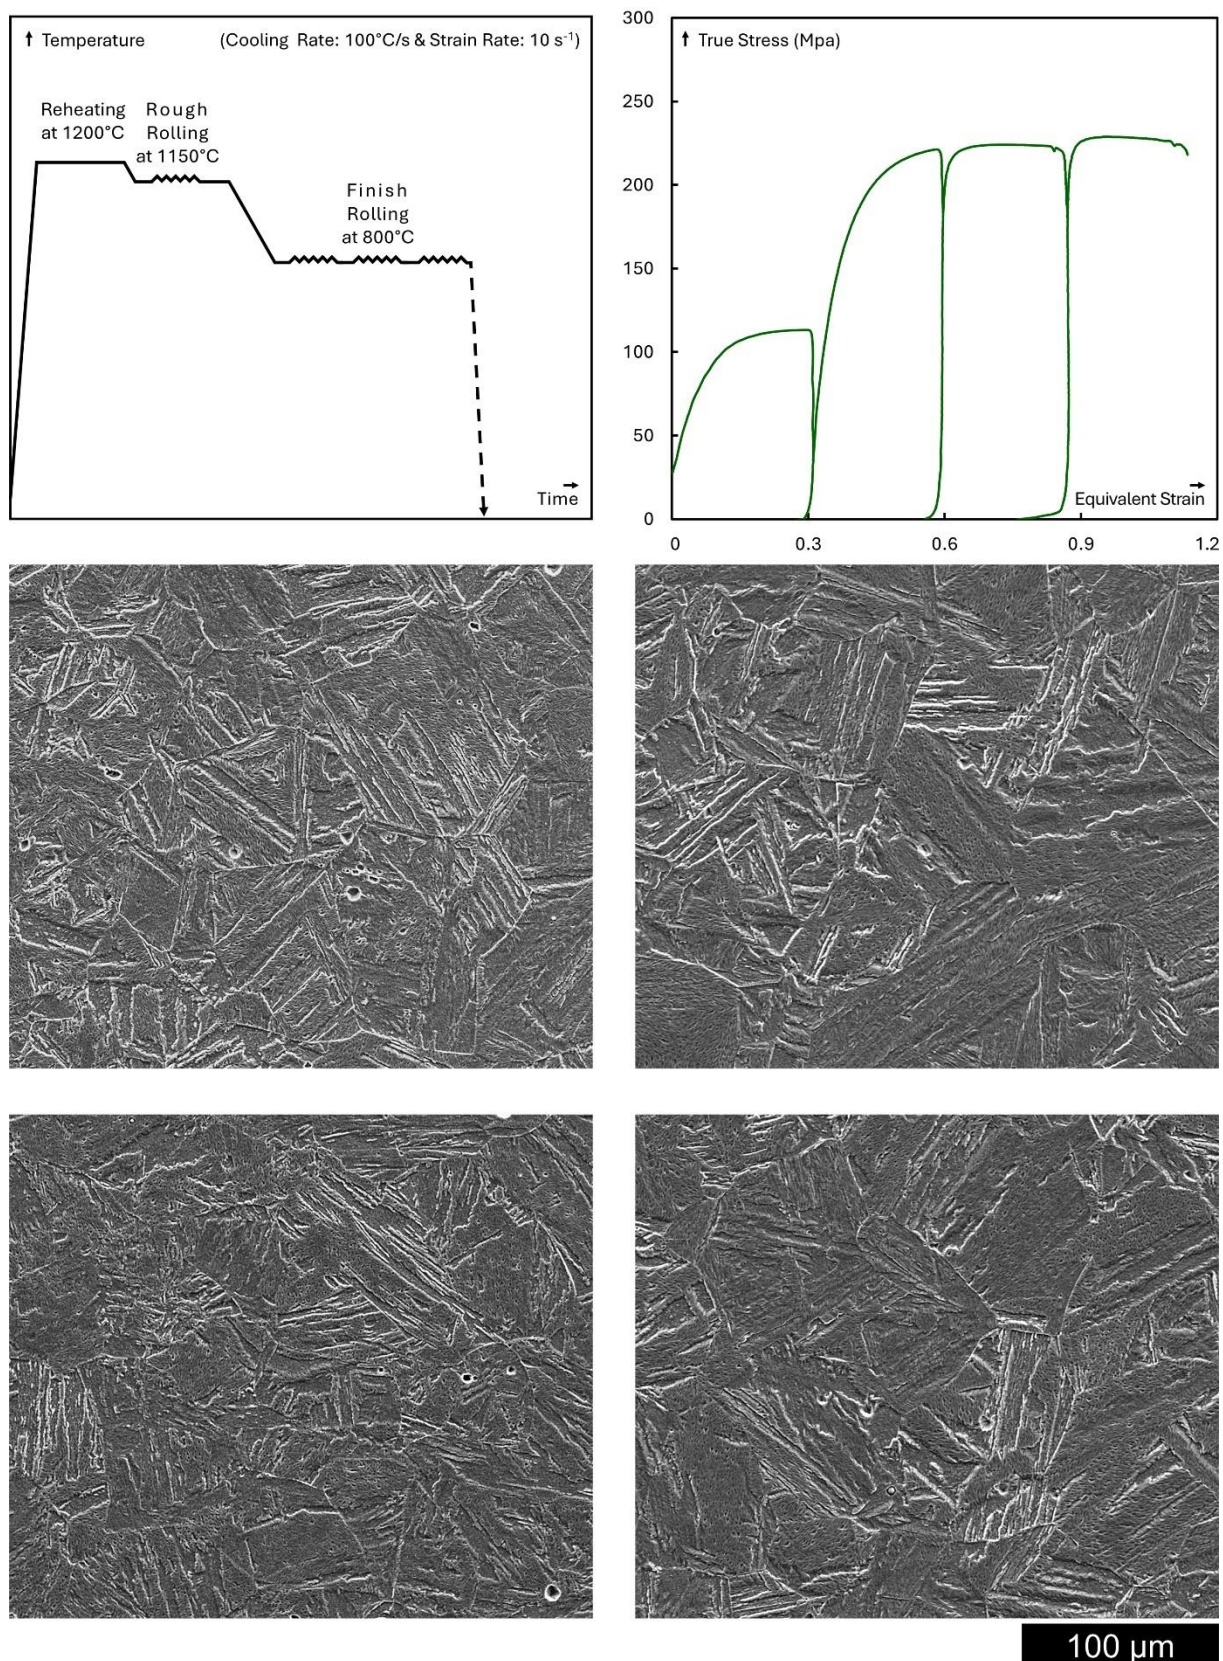 ↑ Temperature (Cooling Rate: 100°C/s & Strain Rate: 10 s⁻¹)
Reheating
at 1200°C
Rough
Rolling
at 1150°C
Finish
Rolling
at 800°C
→
Time
300
250
200
150
100
50
0
↑ True Stress (Mpa)
→
Equivalent Strain
0 0.3 0.6 0.9 1.2
100 µm